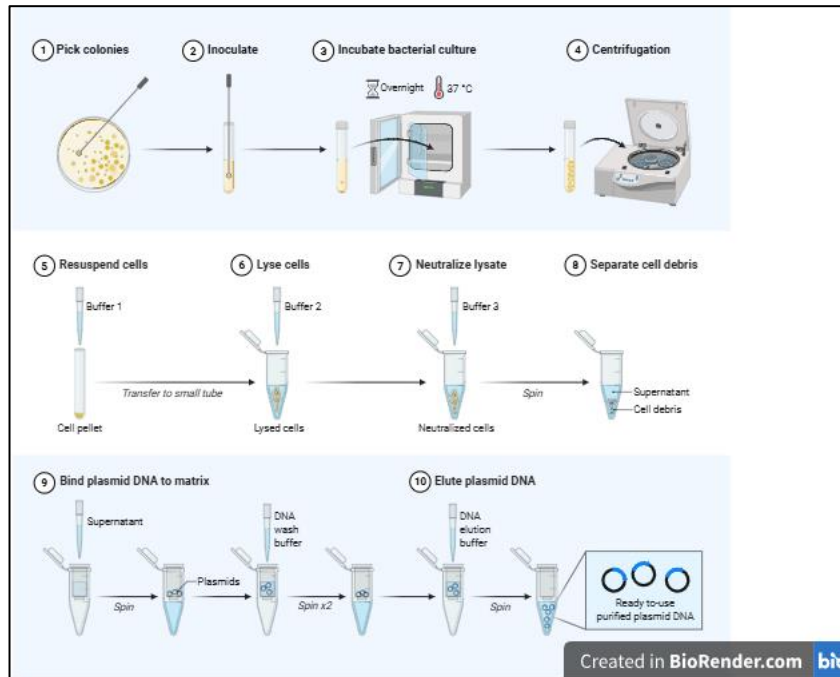 1 Pick colonies
2 Inoculate
3 Incubate bacterial culture
4 Centrifugation
Overnight
37 °C
5 Resuspend cells
6 Lyse cells
7 Neutralize lysate
8 Separate cell debris
Buffer 1
Buffer 2
Buffer 3
Transfer to small tube
Spin
Supernatant
Cell debris
Cell pellet
Lysed cells
Neutralized cells
9 Bind plasmid DNA to matrix
10 Elute plasmid DNA
Supernatant
DNA
wash
buffer
DNA
elution
buffer
Plasmids
Spin
Spin x2
Spin
Ready to-use
purified plasmid DNA
Created in BioRender.com